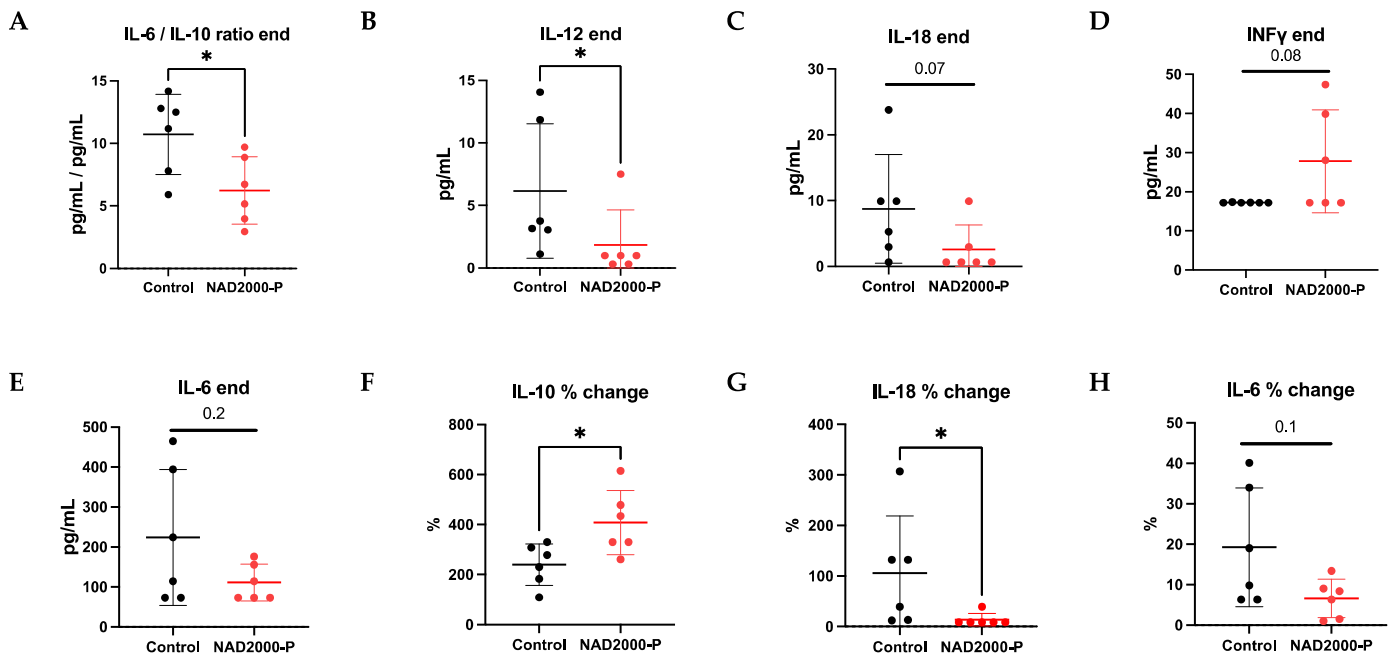 A
IL-6 / IL-10 ratio end
*
pg/mL / pg/mL
15
10
5
0
Control
NAD2000-P
B
IL-12 end
*
pg/mL
15
10
5
0
Control
NAD2000-P
C
IL-18 end
0.07
pg/mL
30
20
10
0
Control
NAD2000-P
D
INFγ end
0.08
pg/mL
50
40
30
20
10
0
Control
NAD2000-P
E
IL-6 end
0.2
pg/mL
500
400
300
200
100
0
Control
NAD2000-P
F
IL-10 % change
*
%
800
600
400
200
0
Control
NAD2000-P
G
IL-18 % change
*
%
400
300
200
100
0
Control
NAD2000-P
H
IL-6 % change
0.1
%
50
40
30
20
10
0
Control
NAD2000-P